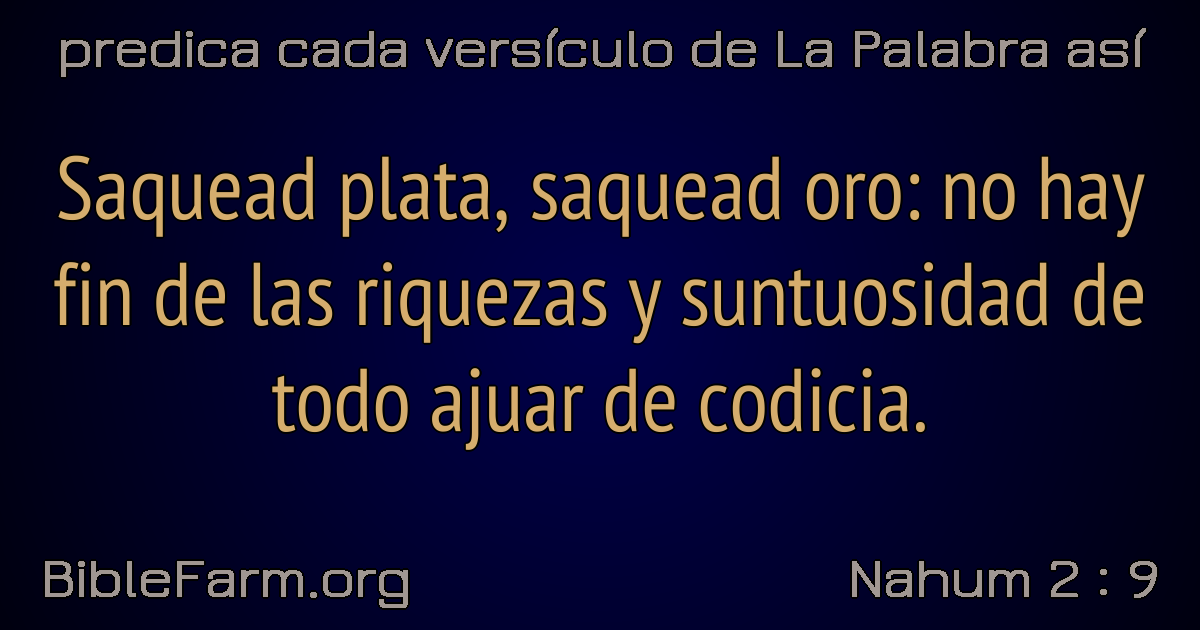 predica cada versículo de La Palabra así
Saquead plata, saquead oro: no hay
fin de las riquezas y suntuosidad de
todo ajuar de codicia.
BibleFarm.org
Nahum 2 : 9